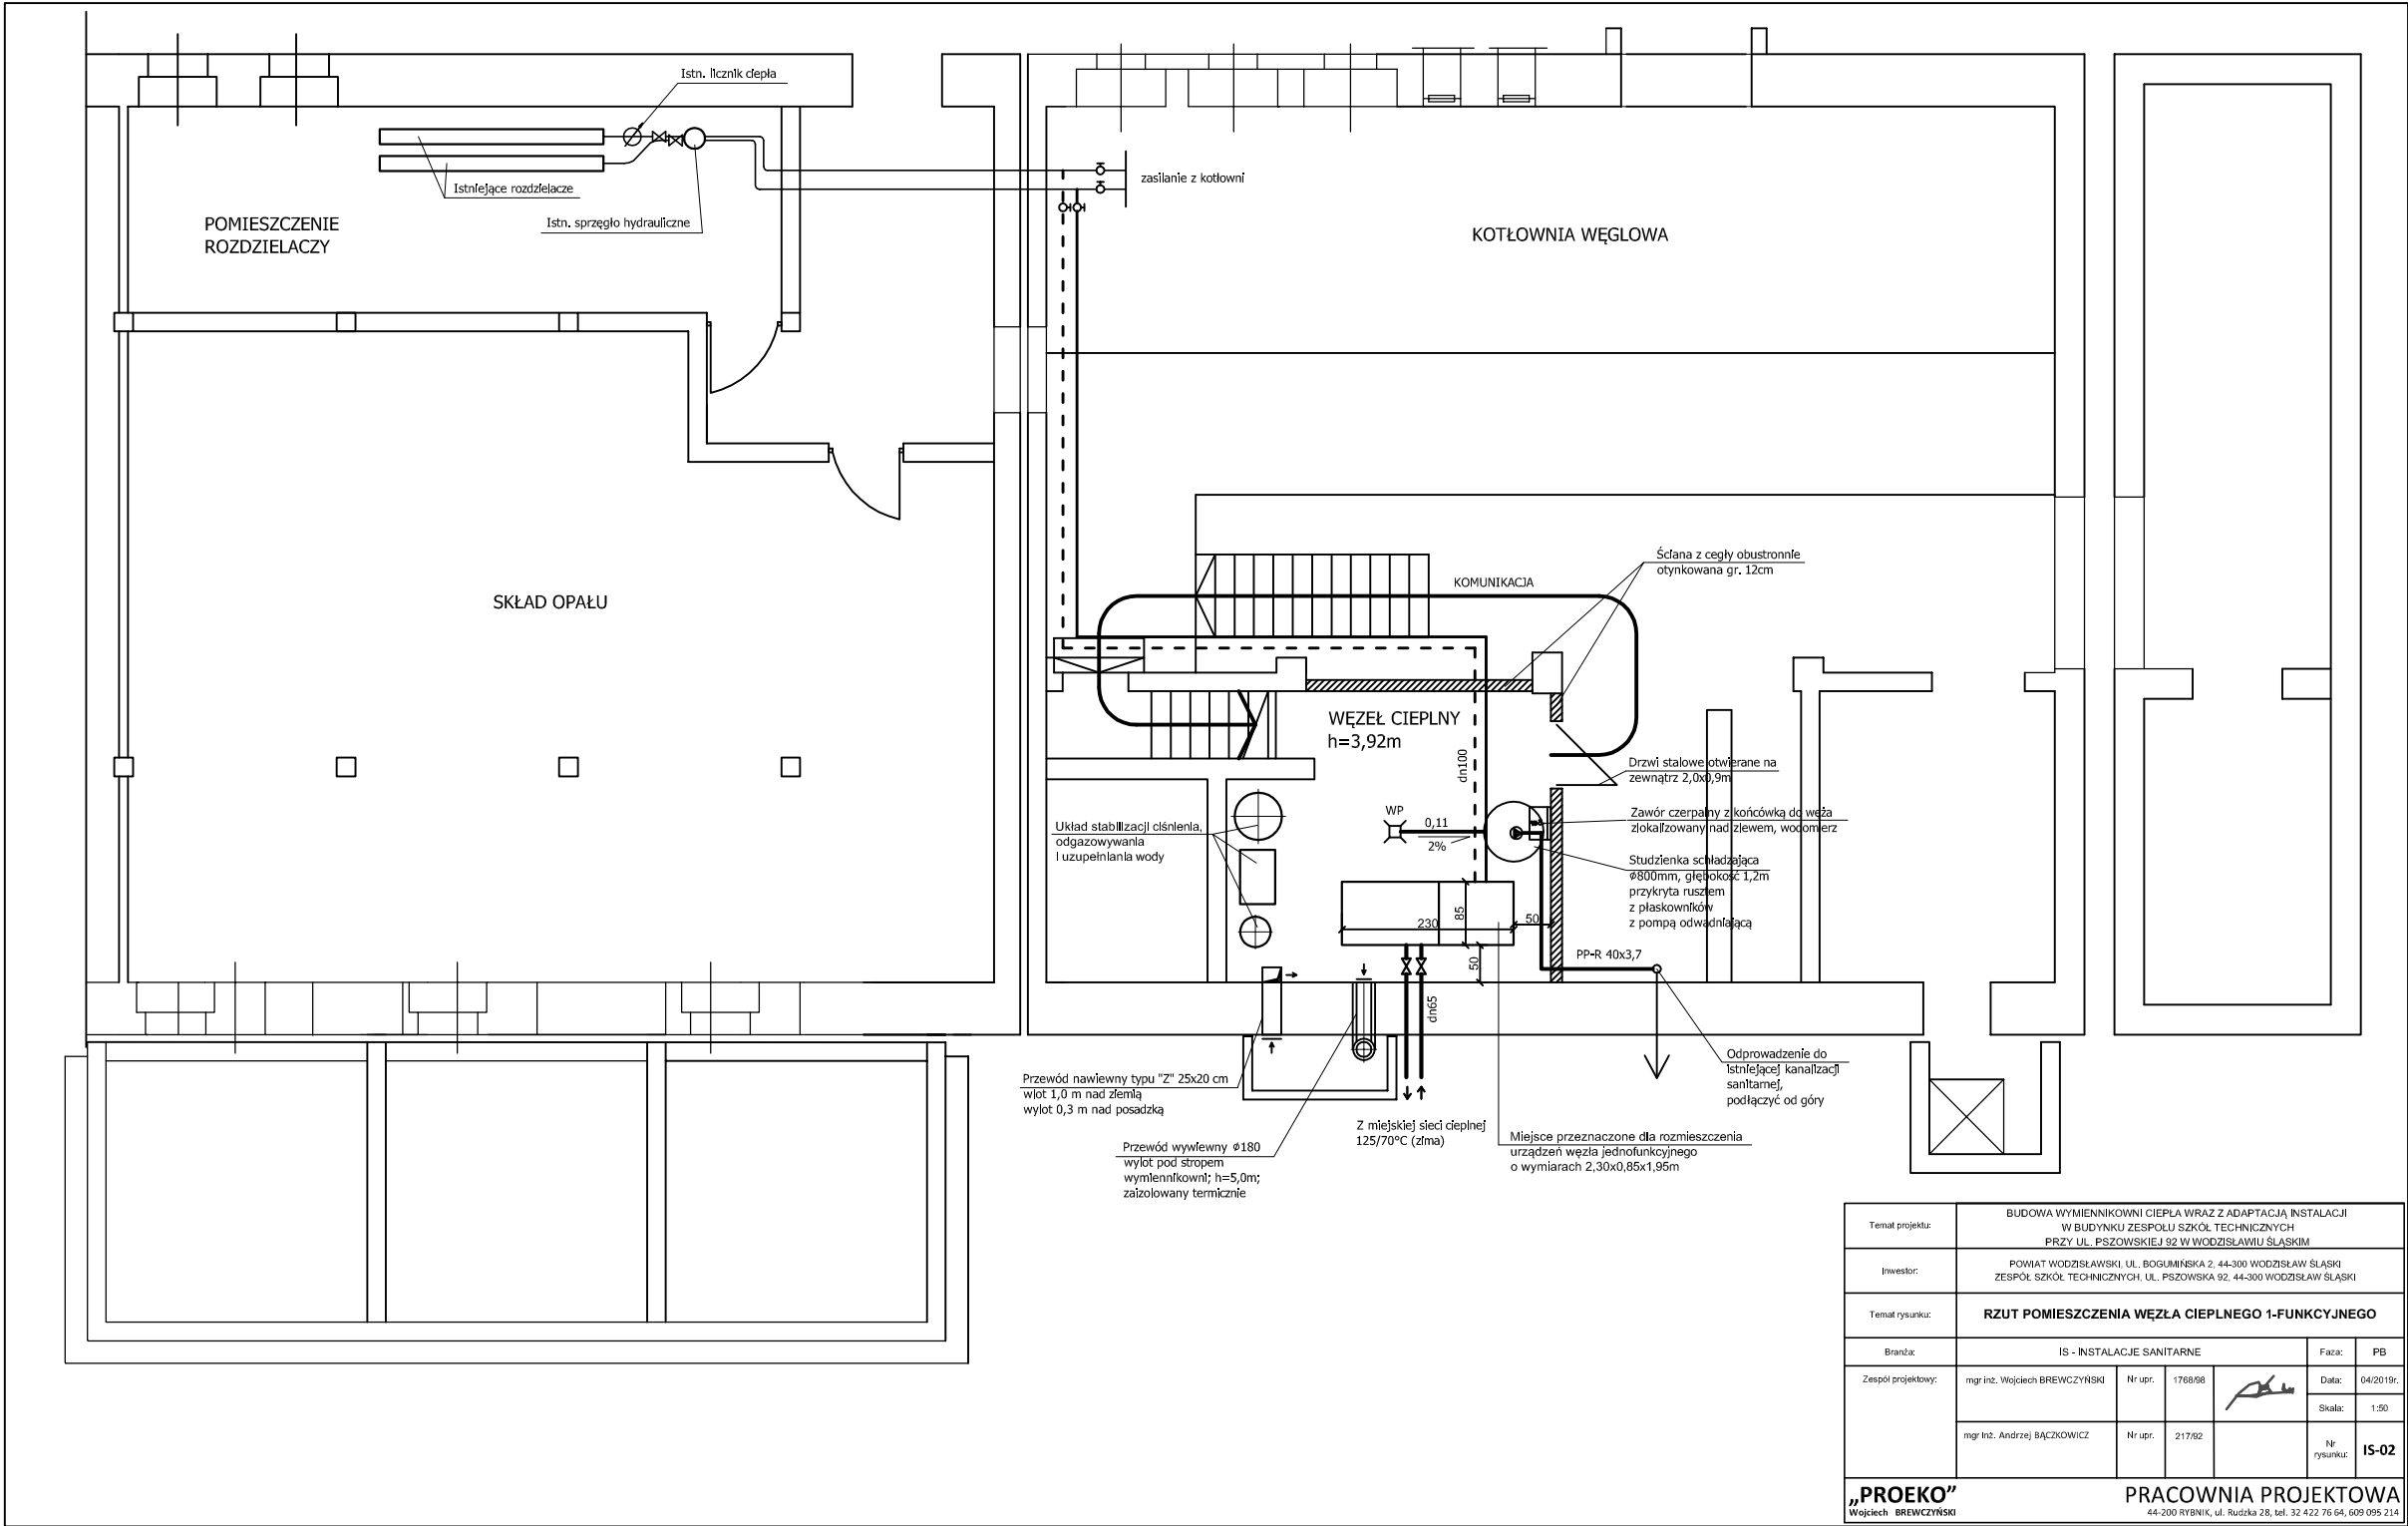 Istn. licznik ciepła
zasilanie z kotłowni
Istniejące rozdzielacze
Istn. sprzęgło hydrauliczne
POMIESZCZENIE
ROZDZIELACZY
KOTŁOWNIA WĘGLOWA
SKŁAD OPAŁU
KOMUNIKACJA
Ściana z cegły obustronnie
otynkowana gr. 12cm
WĘZEŁ CIEPLNY
h=3,92m
dn100
Drzwi stalowe otwierane na
zewnątrz 2,0x0,9m
WP
0,11
2%
Zawór czerpalny z końcówką do węża
zlokalizowany nad zlewem, wodomierz
Układ stabilizacji ciśnienia,
odgazowywania
i uzupełniania wody
Studzienka schładzająca
ø800mm, głębokość 1,2m
przykryta rusztem
z płaskowników
z pompą odwadniającą
230
85
50
50
PP-R 40x3,7
dn65
Przewód nawiewny typu "Z" 25x20 cm
wlot 1,0 m nad ziemią
wylot 0,3 m nad posadzką
Odprowadzenie do
istniejącej kanalizacji
sanitarnej,
podłączyć od góry
Z miejskiej sieci cieplnej
125/70°C (zima)
Przewód wywiewny ø180
wylot pod stropem
wymiennikowni; h=5,0m;
zaizolowany termicznie
Miejsce przeznaczone dla rozmieszczenia
urządzeń węzła jednofunkcyjnego
o wymiarach 2,30x0,85x1,95m
Temat projektu:
BUDOWA WYMIENNIKOWNI CIEPŁA WRAZ Z ADAPTACJĄ INSTALACJI
W BUDYNKU ZESPOŁU SZKÓŁ TECHNICZNYCH
PRZY UL. PSZOWSKIEJ 92 W WODZISŁAWIU ŚLĄSKIM
Inwestor:
POWIAT WODZISŁAWSKI, UL. BOGUMIŃSKA 2, 44-300 WODZISŁAW ŚLĄSKI
ZESPÓŁ SZKÓŁ TECHNICZNYCH, UL. PSZOWSKA 92, 44-300 WODZISŁAW ŚLĄSKI
Temat rysunku:
RZUT POMIESZCZENIA WĘZŁA CIEPLNEGO 1-FUNKCYJNEGO
Branża:
IS - INSTALACJE SANITARNE
Faza:
PB
Zespół projektowy:
mgr inż. Wojciech BREWCZYŃSKI
Nr upr.
1768/98
Data:
04/2019r.
Skala:
1:50
mgr inż. Andrzej BĄCZKOWICZ
Nr upr.
217/92
Nr
rysunku:
IS-02
„PROEKO”
Wojciech BREWCZYŃSKI
PRACOWNIA PROJEKTOWA
44-200 RYBNIK, ul. Rudzka 28, tel. 32 422 76 64, 609 095 214